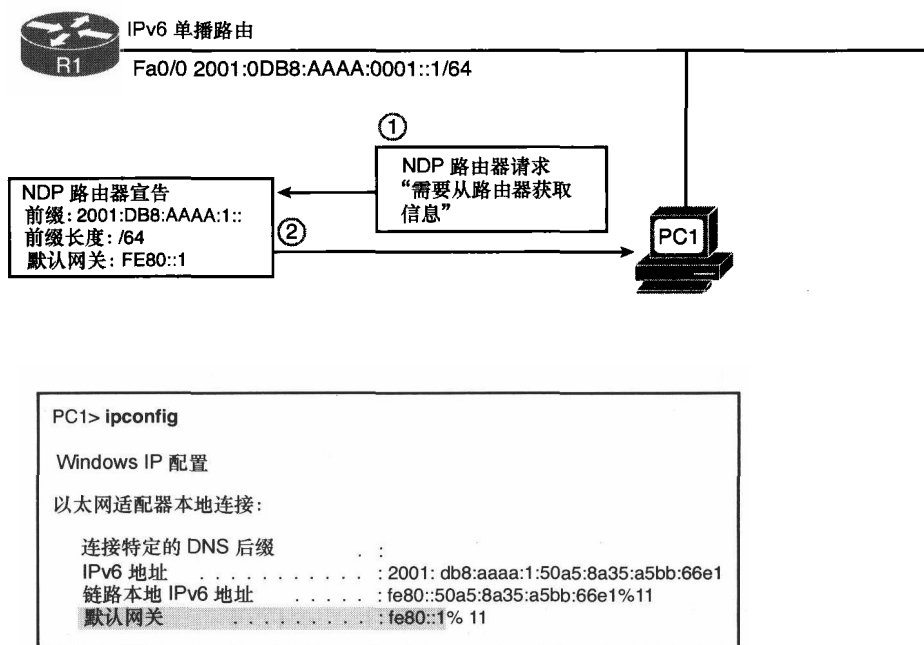 IPv6 单播路由
R1
Fa0/0 2001:0DB8:AAAA:0001::1/64
①
NDP 路由器请求
“需要从路由器获取
信息”
NDP 路由器宣告
前缀: 2001:DB8:AAAA:1::
前缀长度: /64
默认网关: FE80::1
②
PC1
PC1> ipconfig
Windows IP 配置
以太网适配器本地连接:
连接特定的 DNS 后缀 . :
IPv6 地址 . . . . . . . . . . . : 2001: db8:aaaa:1:50a5:8a35:a5bb:66e1
链路本地 IPv6 地址 . . . . . : fe80::50a5:8a35:a5bb:66e1%11
默认网关 . . . . . . . . . : fe80::1% 11